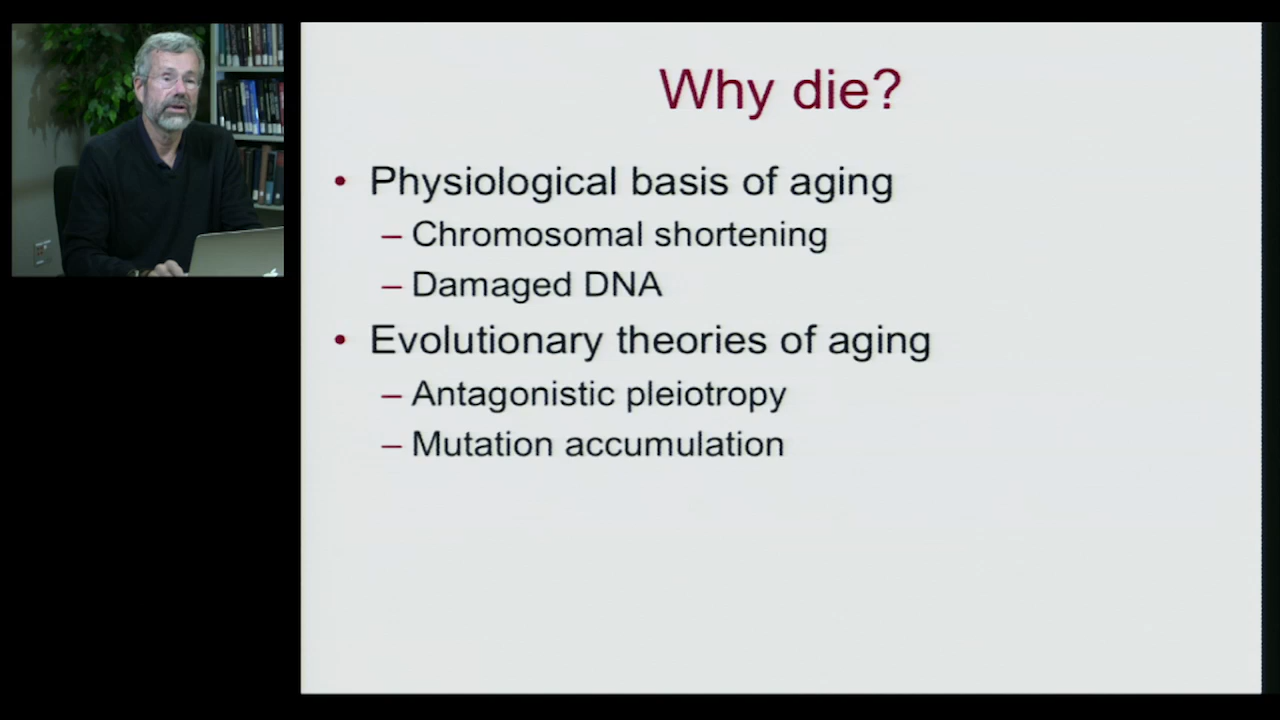 Why die?
• Physiological basis of aging
– Chromosomal shortening
– Damaged DNA
• Evolutionary theories of aging
– Antagonistic pleiotropy
– Mutation accumulation